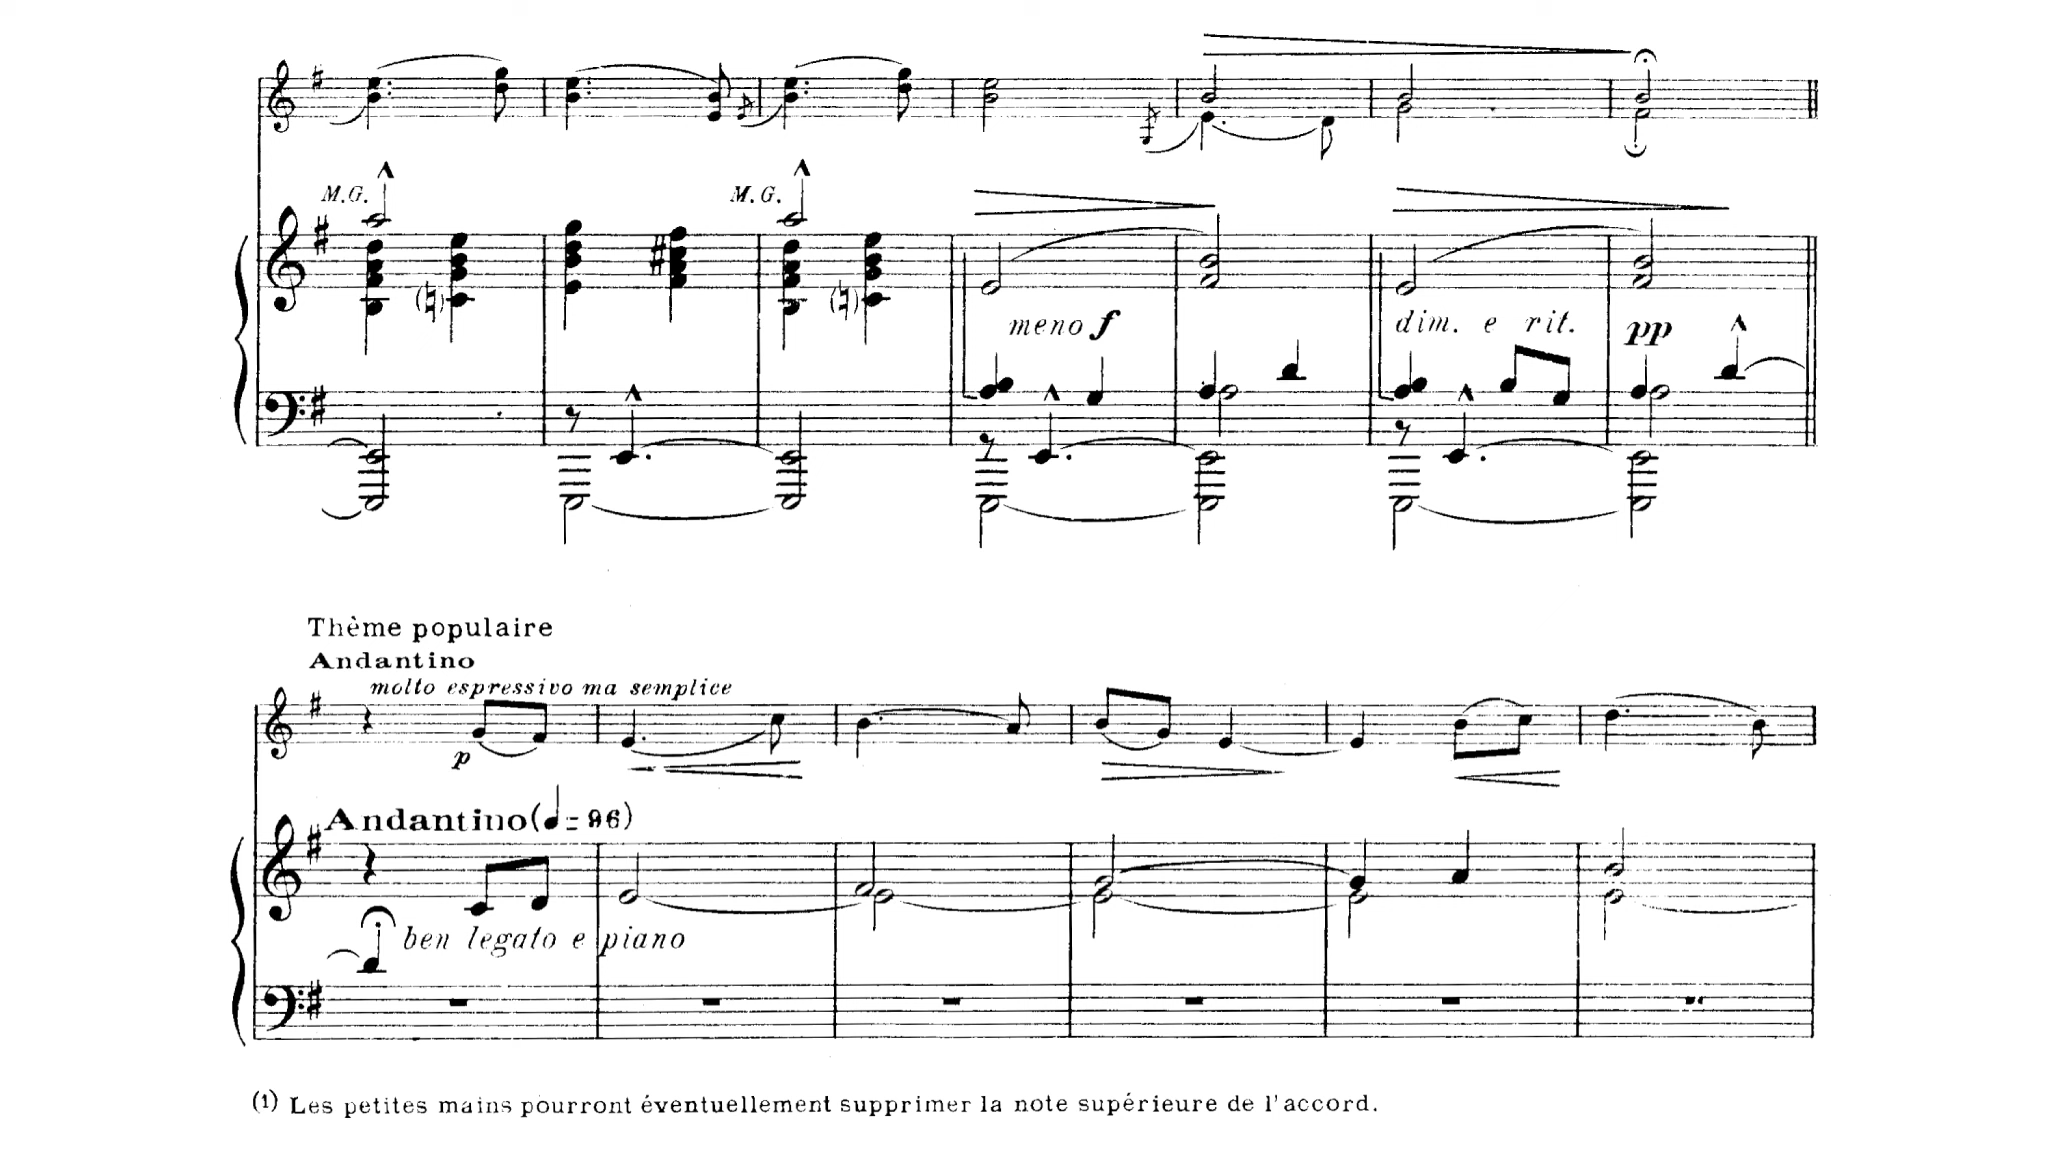 M.G. M.G.
meno f dim. e rit. pp
Thème populaire
Andantino
molto espressivo ma semplice
p
Andantino (♩ = 96)
ben legato e piano
(1) Les petites mains pourront éventuellement supprimer la note supérieure de l'accord.